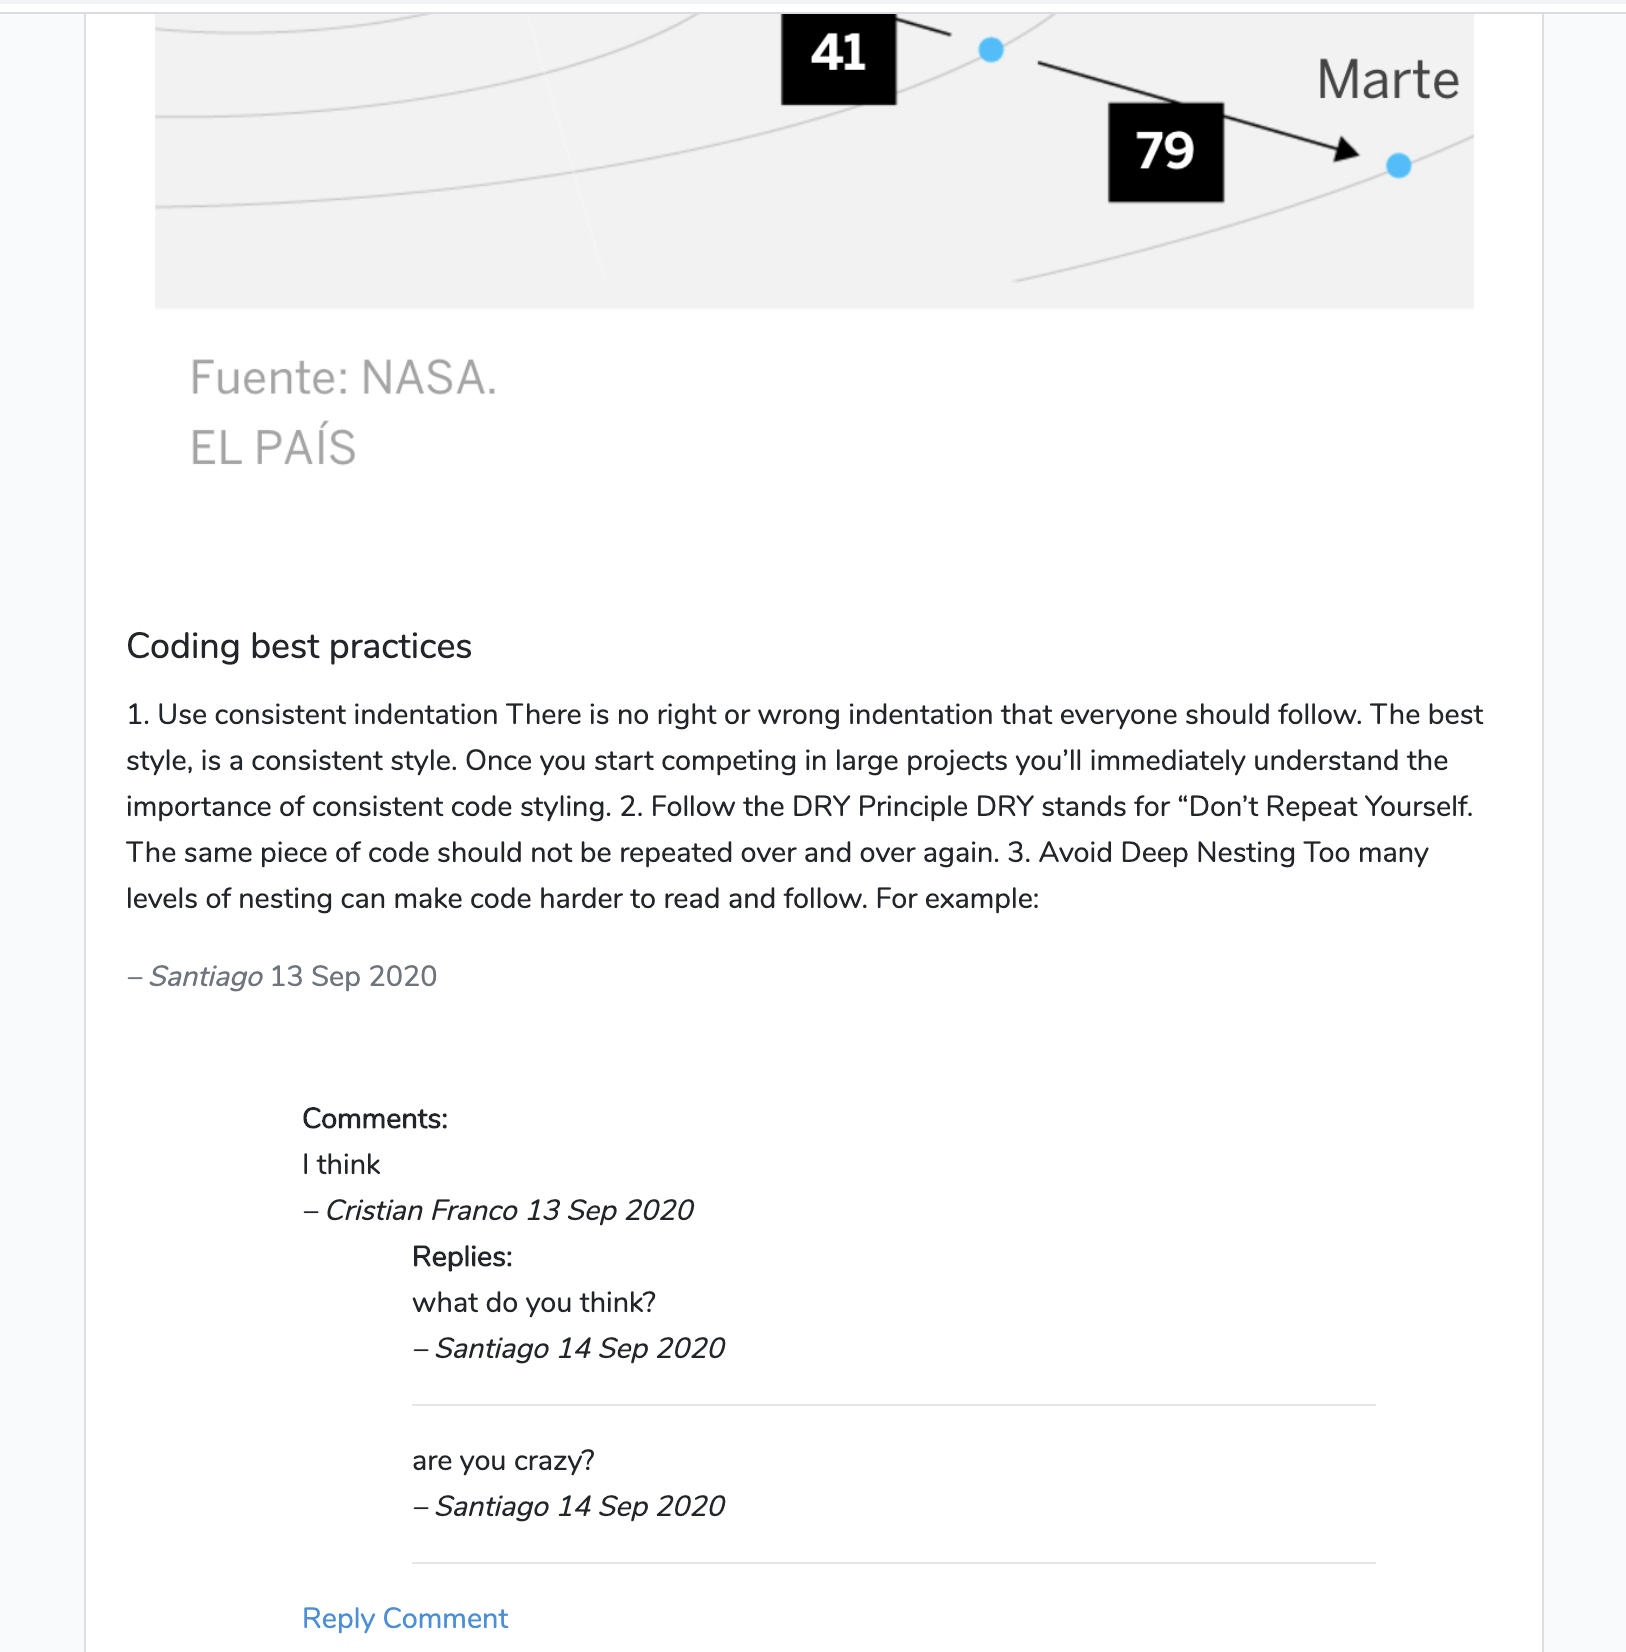 41
Marte
79
Fuente: NASA.
EL PAÍS
Coding best practices
1. Use consistent indentation There is no right or wrong indentation that everyone should follow. The best
style, is a consistent style. Once you start competing in large projects you’ll immediately understand the
importance of consistent code styling. 2. Follow the DRY Principle DRY stands for “Don’t Repeat Yourself.
The same piece of code should not be repeated over and over again. 3. Avoid Deep Nesting Too many
levels of nesting can make code harder to read and follow. For example:
– Santiago 13 Sep 2020
Comments:
I think
– Cristian Franco 13 Sep 2020
Replies:
what do you think?
– Santiago 14 Sep 2020
are you crazy?
– Santiago 14 Sep 2020
Reply Comment